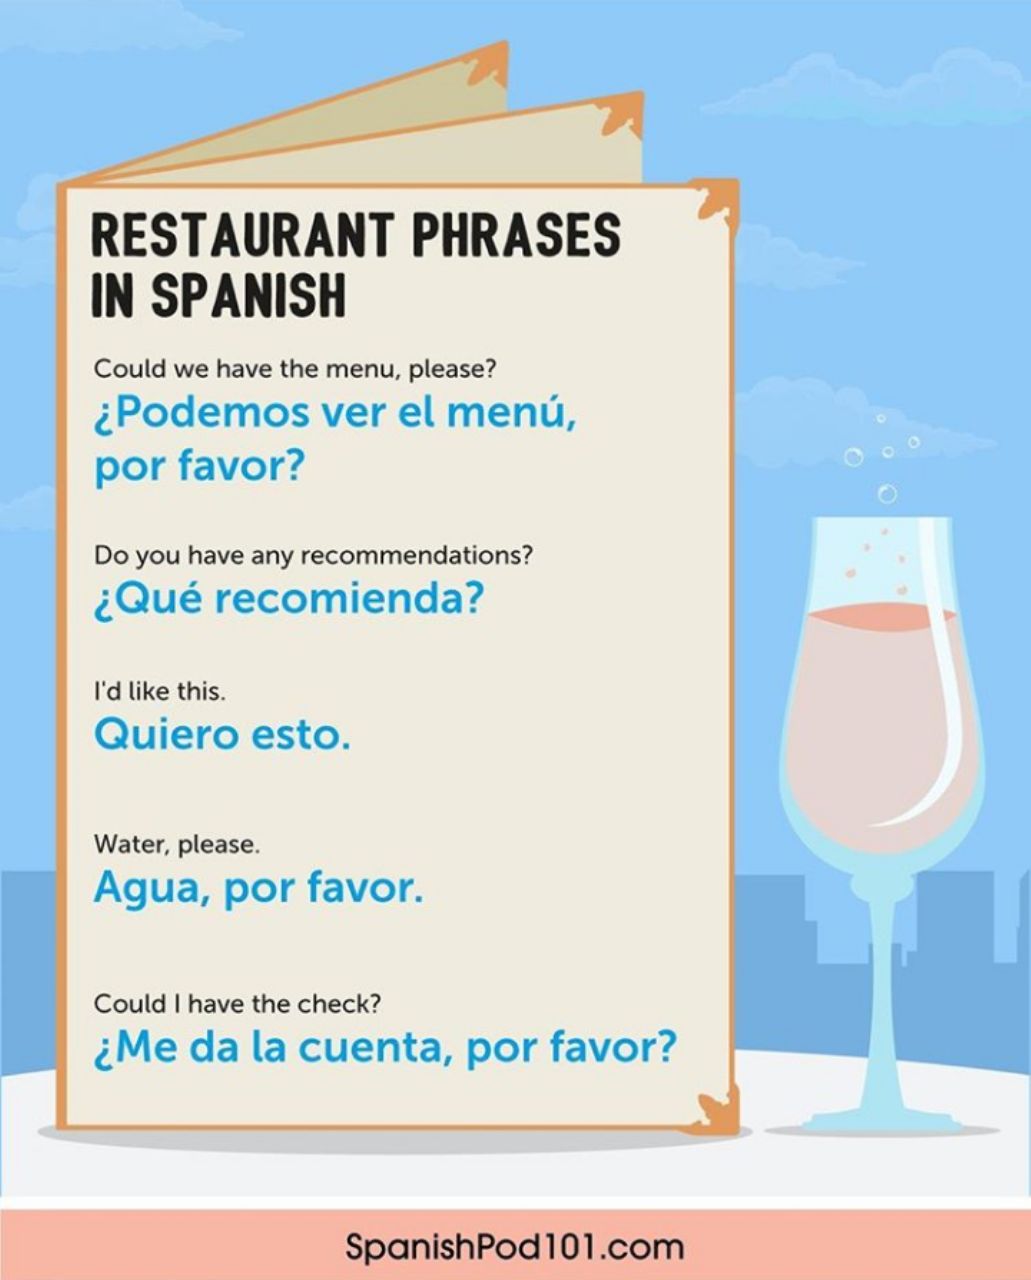 RESTAURANT PHRASES
IN SPANISH
Could we have the menu, please?
¿Podemos ver el menú,
por favor?
Do you have any recommendations?
¿Qué recomienda?
I'd like this.
Quiero esto.
Water, please.
Agua, por favor.
Could I have the check?
¿Me da la cuenta, por favor?
SpanishPod101.com